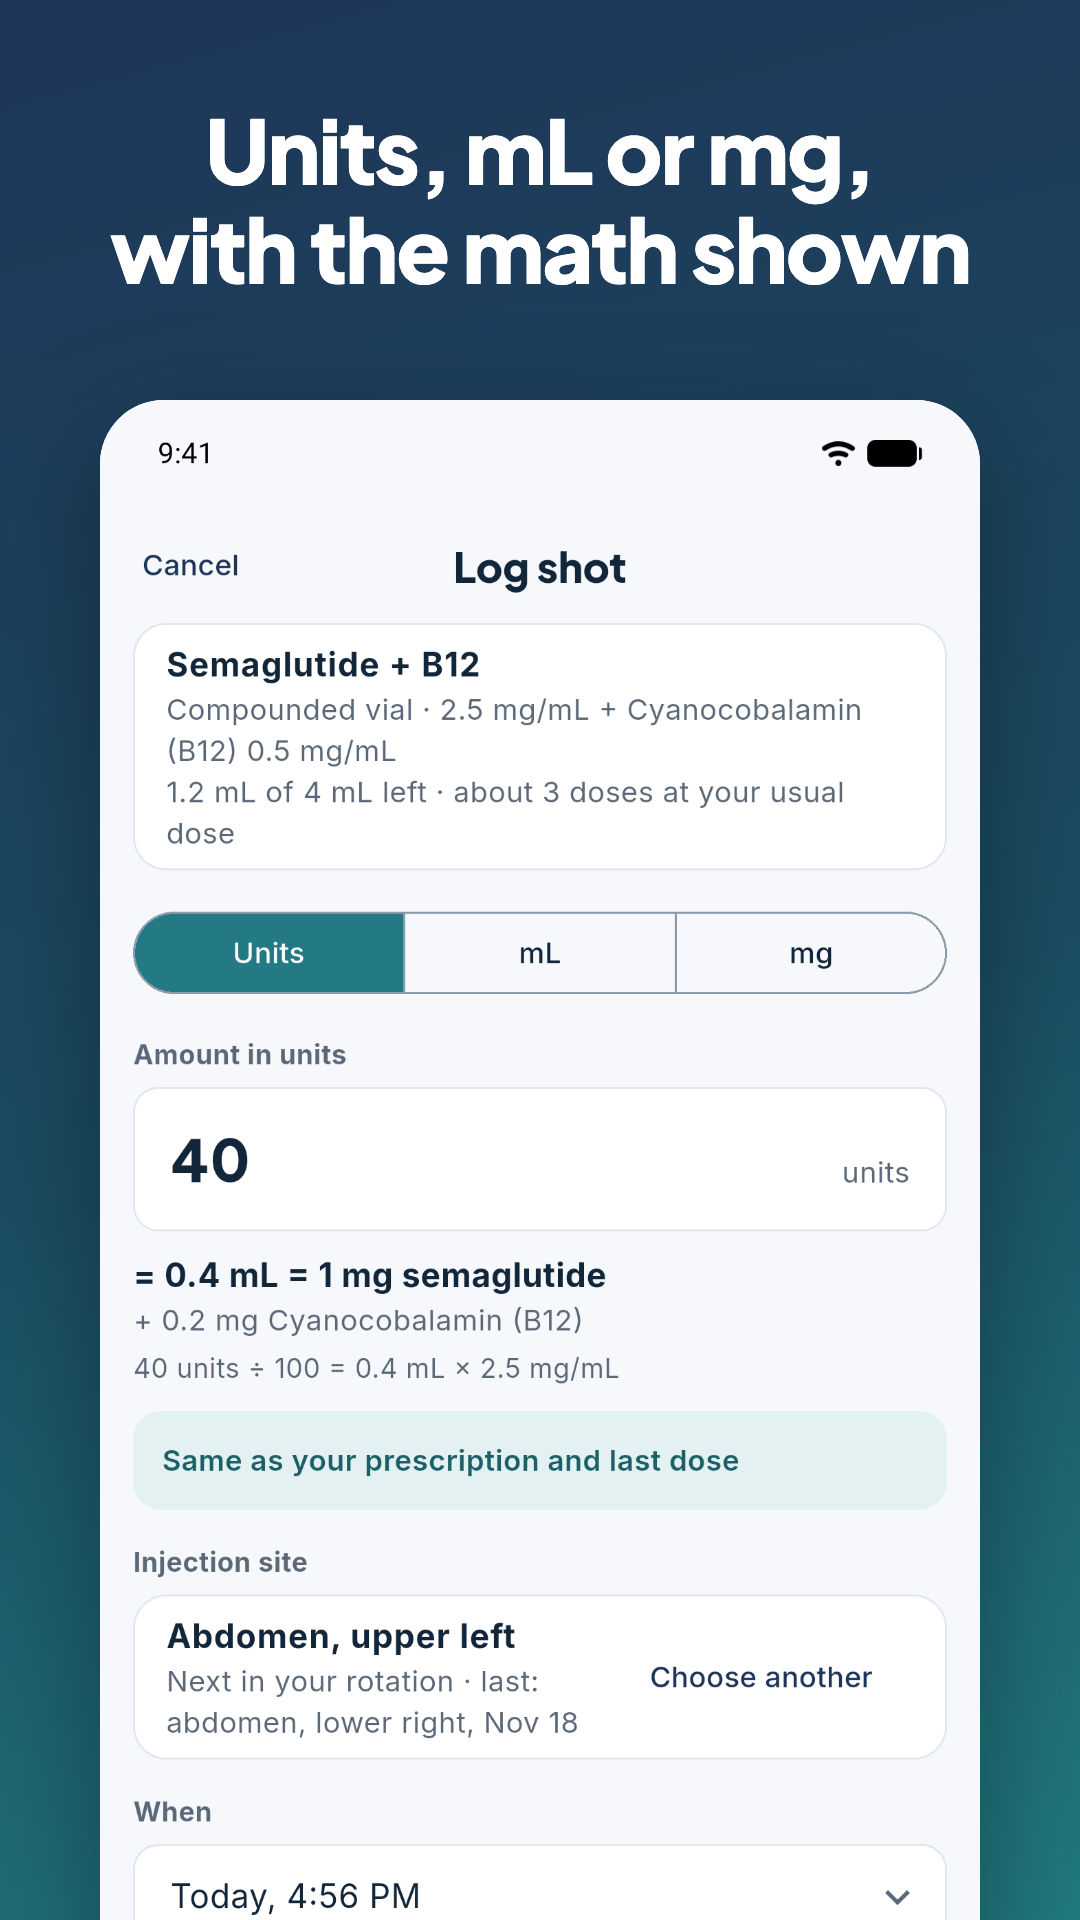 Units, mL or mg,
with the math shown
9:41
Cancel
Log shot
Semaglutide + B12
Compounded vial · 2.5 mg/mL + Cyanocobalamin
(B12) 0.5 mg/mL
1.2 mL of 4 mL left · about 3 doses at your usual
dose
Units
mL
mg
Amount in units
40
units
= 0.4 mL = 1 mg semaglutide
+ 0.2 mg Cyanocobalamin (B12)
40 units ÷ 100 = 0.4 mL × 2.5 mg/mL
Same as your prescription and last dose
Injection site
Abdomen, upper left
Next in your rotation · last:
abdomen, lower right, Nov 18
Choose another
When
Today, 4:56 PM